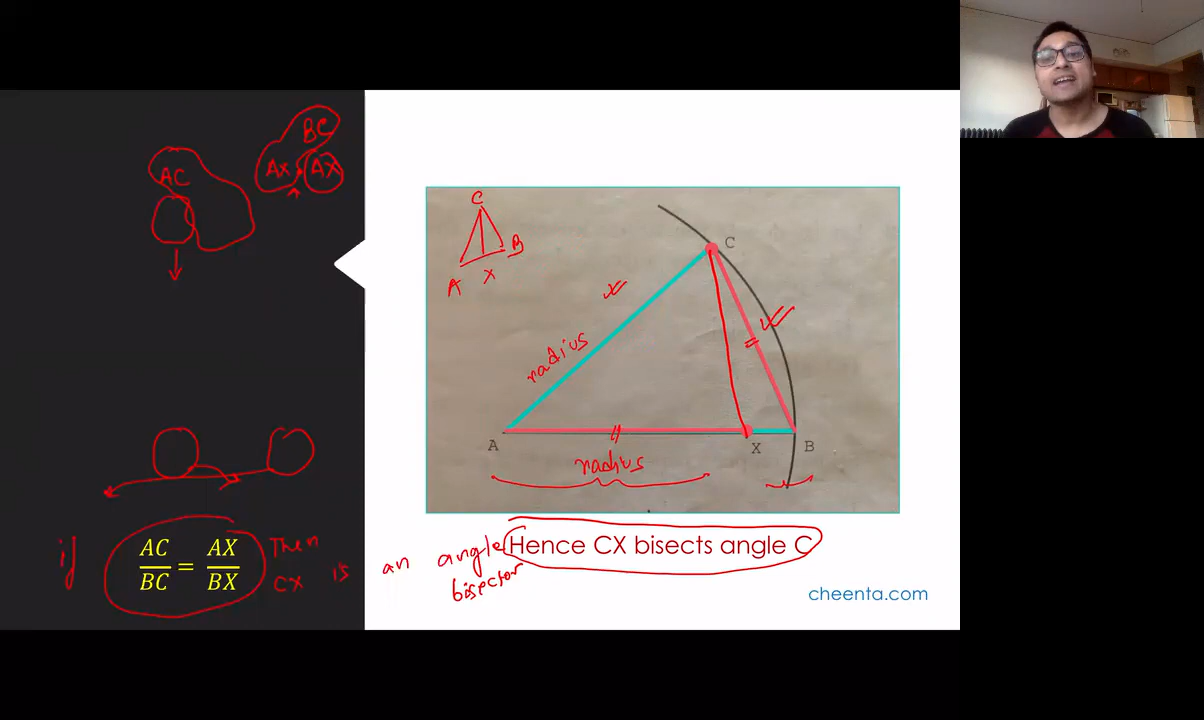 BC
AC
AX . AX
C
A X B
C
radius
A X B
radius
if AC/BC = AX/BX Then CX is an angle bisector
Hence CX bisects angle C
cheenta.com